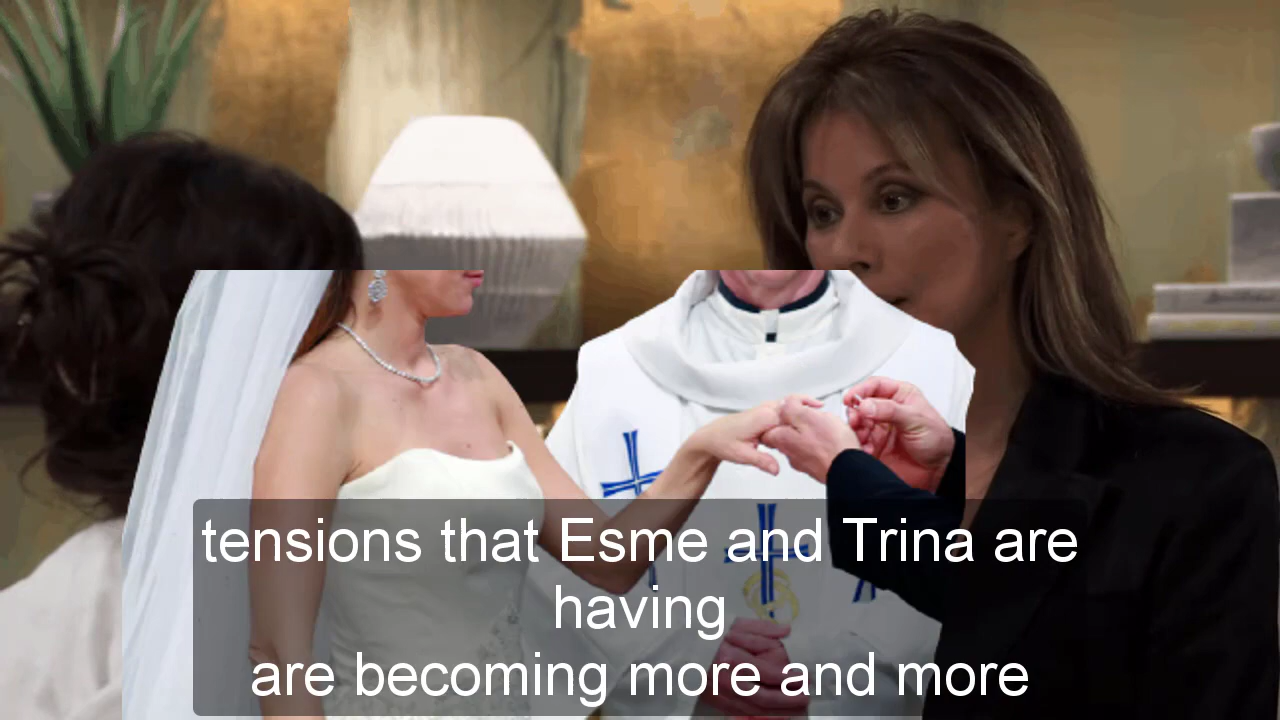 tensions that Esme and Trina are
having
are becoming more and more